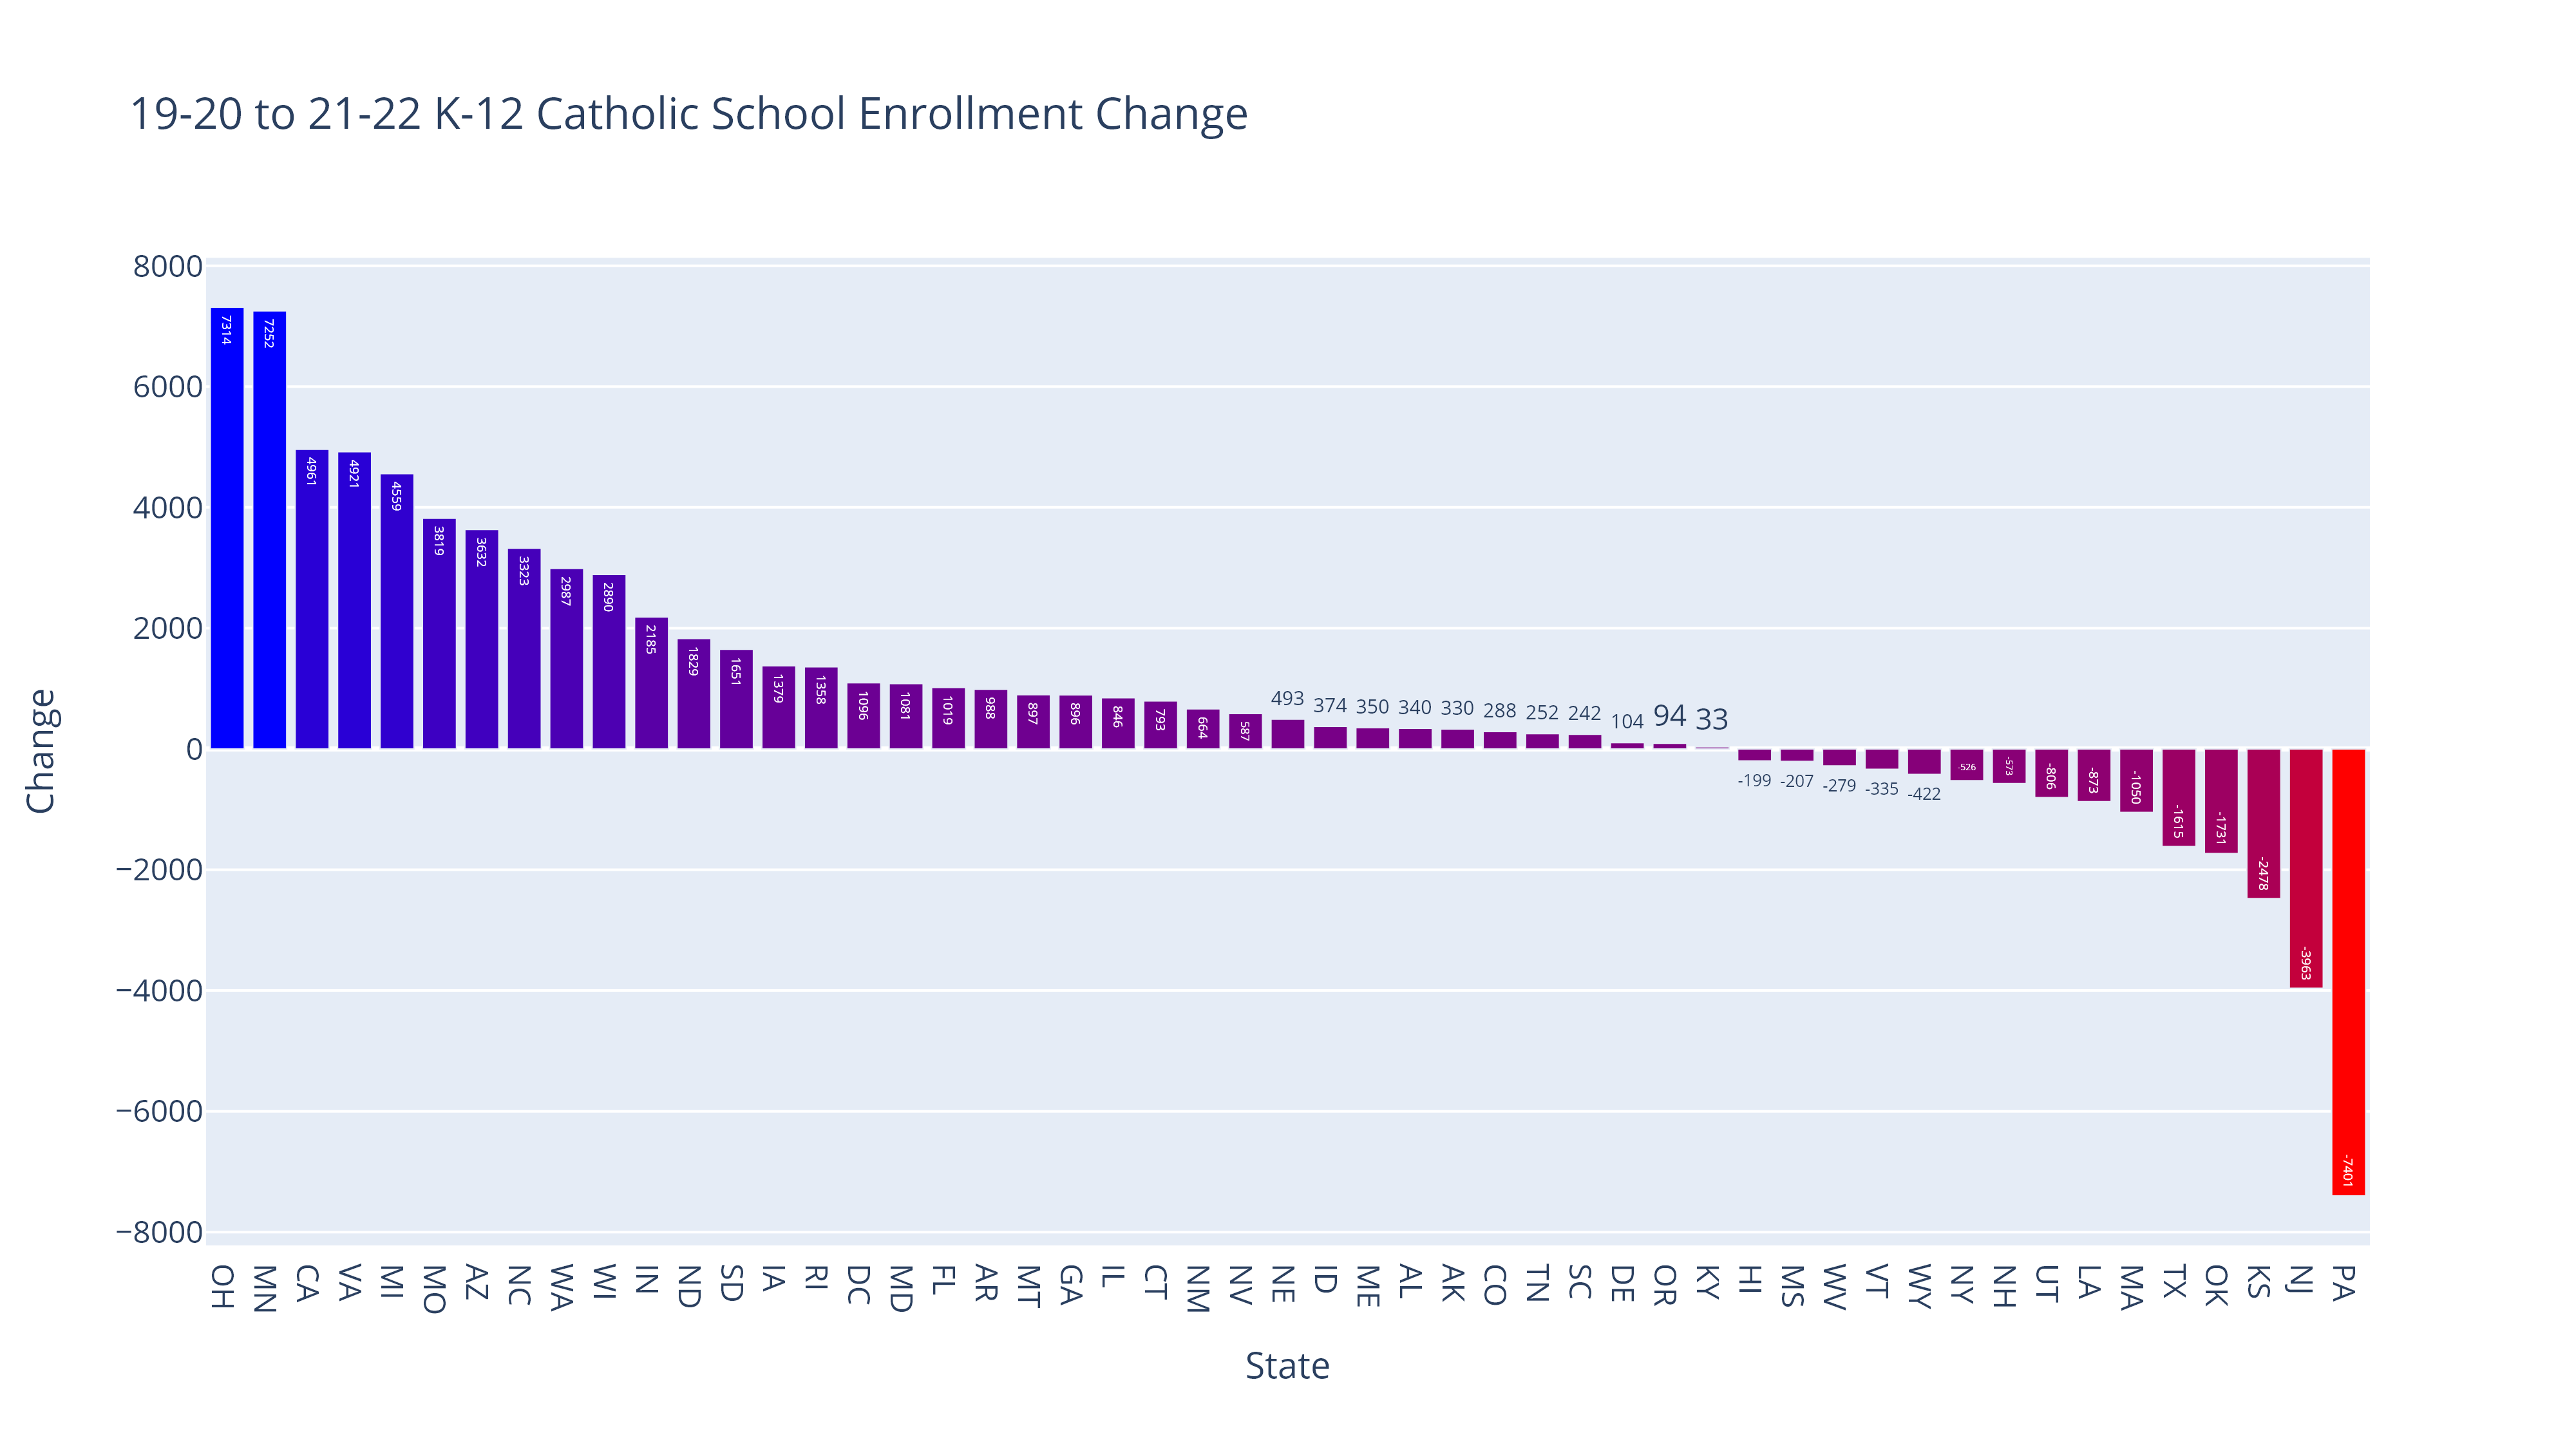 19-20 to 21-22 K-12 Catholic School Enrollment Change
8000
6000
4000
2000
0
−2000
−4000
−6000
−8000
Change
7314
7252
4961
4921
4559
3819
3632
3323
2987
2890
2185
1829
1651
1379
1358
1096
1081
1019
988
897
896
846
793
664
587
493
374
350
340
330
288
252
242
104
94
33
-199
-207
-279
-335
-422
-526
-573
-806
-873
-1050
-1615
-1731
-2478
-3963
-7401
OH
MN
CA
VA
MI
MO
AZ
NC
WA
WI
IN
ND
SD
IA
RI
DC
MD
FL
AR
MT
GA
IL
CT
NM
NV
NE
ID
ME
AL
AK
CO
TN
SC
DE
OR
KY
HI
MS
WV
VT
WY
NY
NH
UT
LA
MA
TX
OK
KS
NJ
PA
State